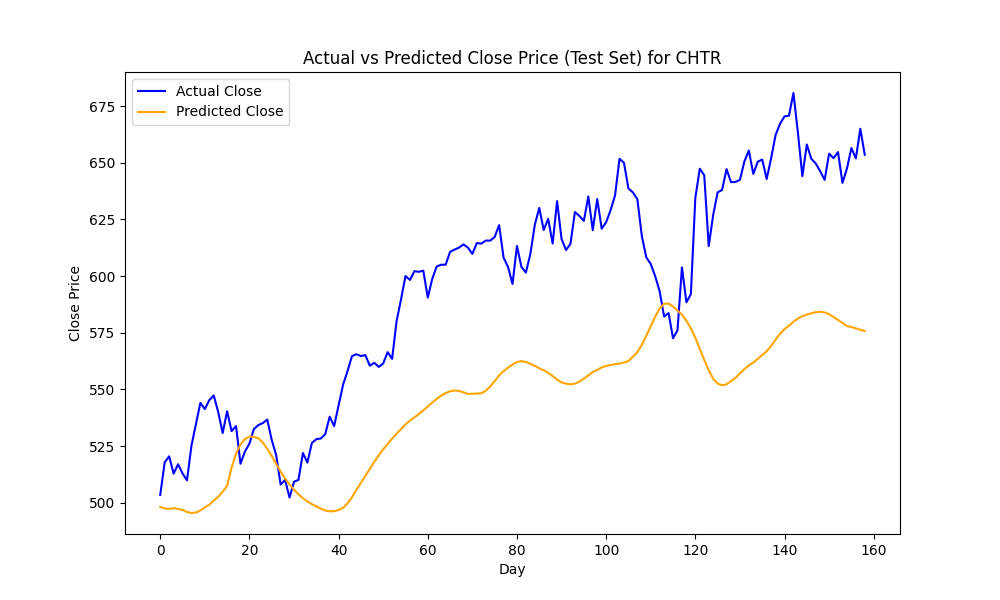 Actual vs Predicted Close Price (Test Set) for CHTR
Actual Close
Predicted Close
675
650
625
600
575
550
525
500
Close Price
0 20 40 60 80 100 120 140 160
Day